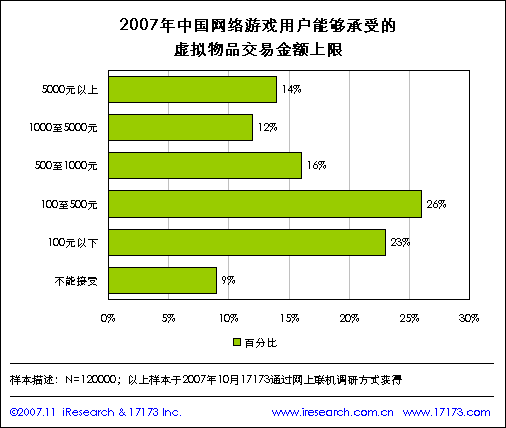 2007年中国网络游戏用户能够承受的
虚拟物品交易金额上限
5000元以上
14%
1000至5000元
12%
500至1000元
16%
100至500元
26%
100元以下
23%
不能接受
9%
0% 5% 10% 15% 20% 25% 30%
百分比
样本描述：N=120000；以上样本于2007年10月17173通过网上联机调研方式获得
©2007.11 iResearch & 17173 Inc. www.iresearch.com.cn www.17173.com